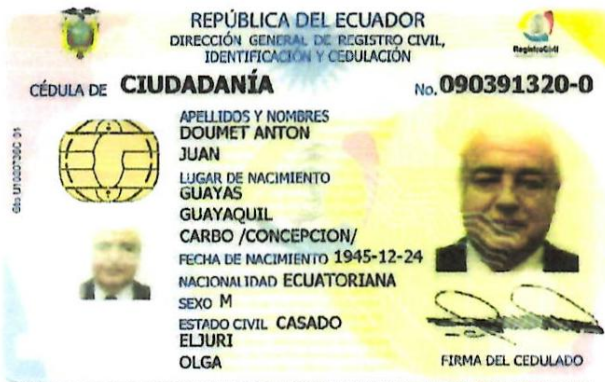 REPÚBLICA DEL ECUADOR
DIRECCIÓN GENERAL DE REGISTRO CIVIL,
IDENTIFICACIÓN Y CEDULACIÓN
RegistroCivil
CÉDULA DE CIUDADANÍA
No. 090391320-0
APELLIDOS Y NOMBRES
DOUMET ANTON
JUAN
LUGAR DE NACIMIENTO
GUAYAS
GUAYAQUIL
CARBO /CONCEPCION/
FECHA DE NACIMIENTO 1945-12-24
NACIONALIDAD ECUATORIANA
SEXO M
ESTADO CIVIL CASADO
ELJURI
OLGA
FIRMA DEL CEDULADO